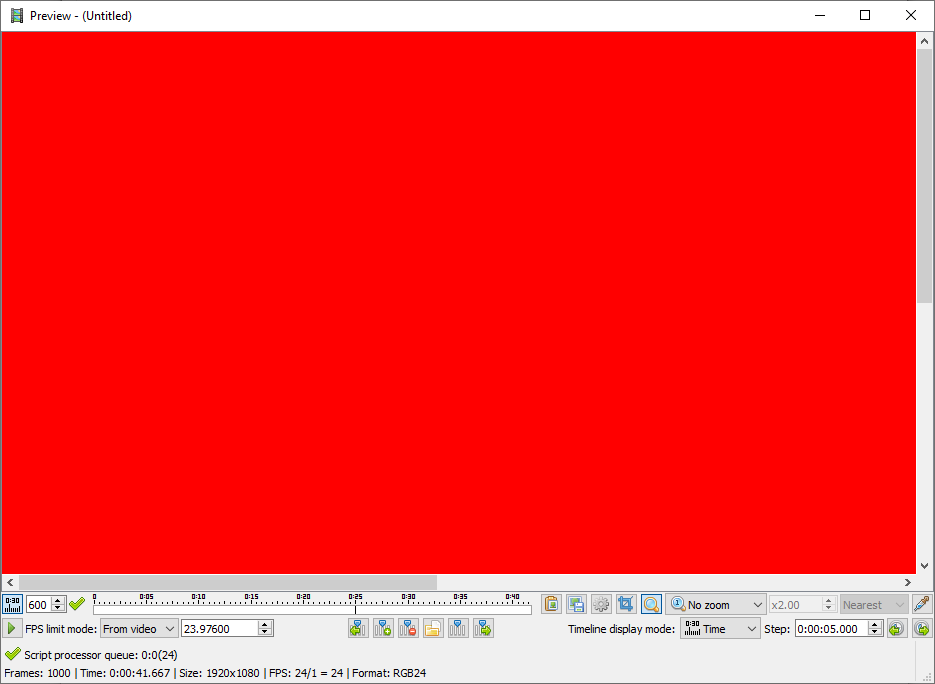 Preview - (Untitled)
0:30 600 0 0:05 0:10 0:15 0:20 0:25 0:30 0:35 0:40 No zoom x2.00 Nearest
FPS limit mode: From video 23.97600 Timeline display mode: 0:30 Time Step: 0:00:05.000
Script processor queue: 0:0(24)
Frames: 1000 | Time: 0:00:41.667 | Size: 1920x1080 | FPS: 24/1 = 24 | Format: RGB24